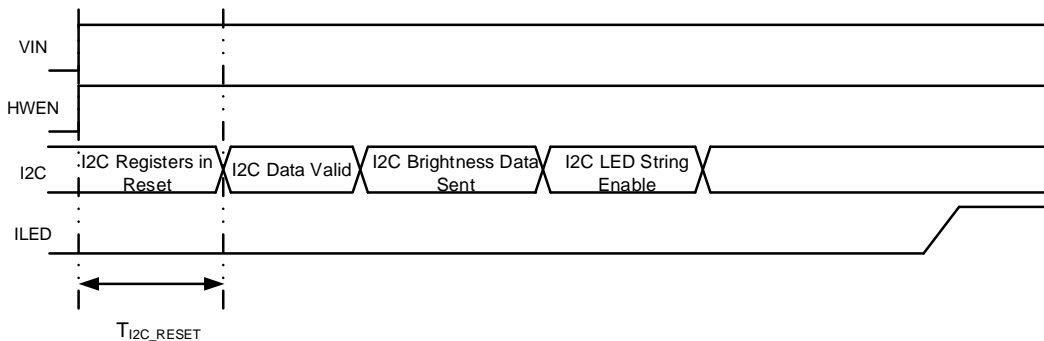 VIN
HWEN
I2C
I2C Registers in
Reset
I2C Data Valid
I2C Brightness Data
Sent
I2C LED String
Enable
ILED
TI2C_RESET